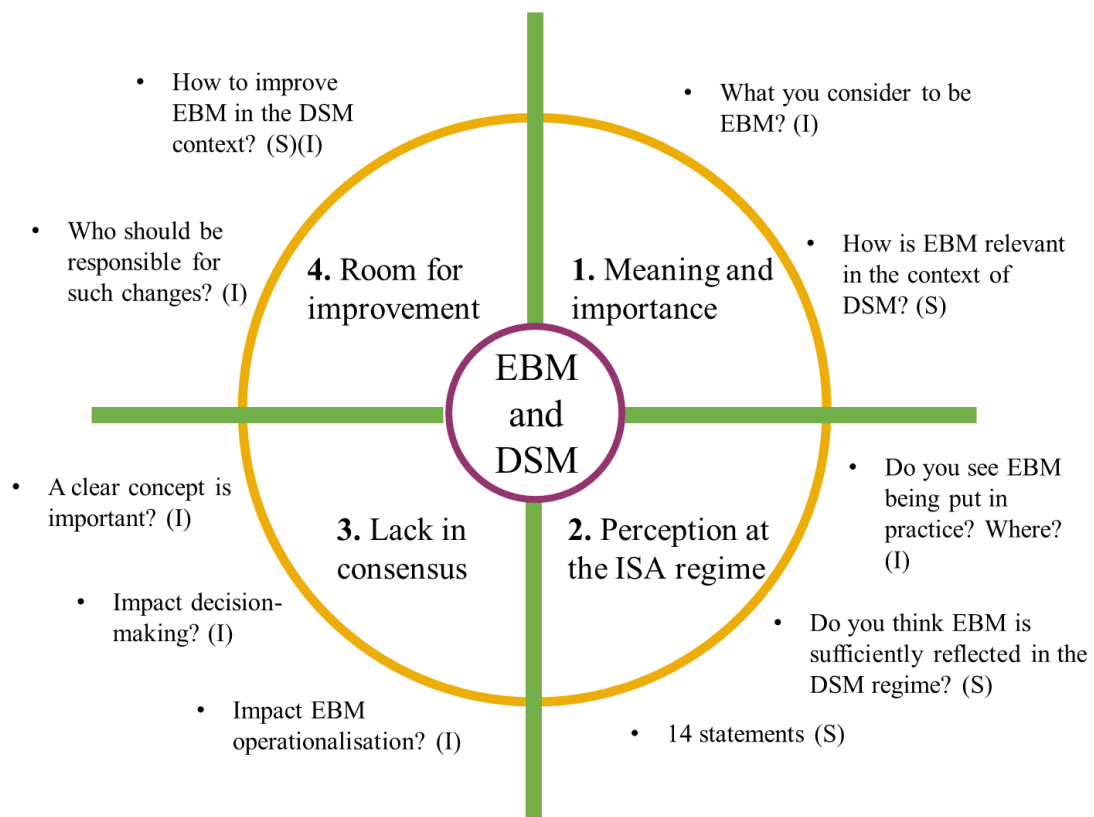 • How to improve
EBM in the DSM
context? (S)(I)
• Who should be
responsible for
such changes? (I)
4. Room for
improvement
• What you consider to be
EBM? (I)
• How is EBM relevant
in the context of
DSM? (S)
1. Meaning and
importance
EBM
and
DSM
• A clear concept is
important? (I)
• Impact decision-
making? (I)
• Impact EBM
operationalisation? (I)
3. Lack in
consensus
2. Perception at
the ISA regime
• Do you see EBM
being put in
practice? Where?
(I)
• Do you think EBM is
sufficiently reflected in the
DSM regime? (S)
• 14 statements (S)